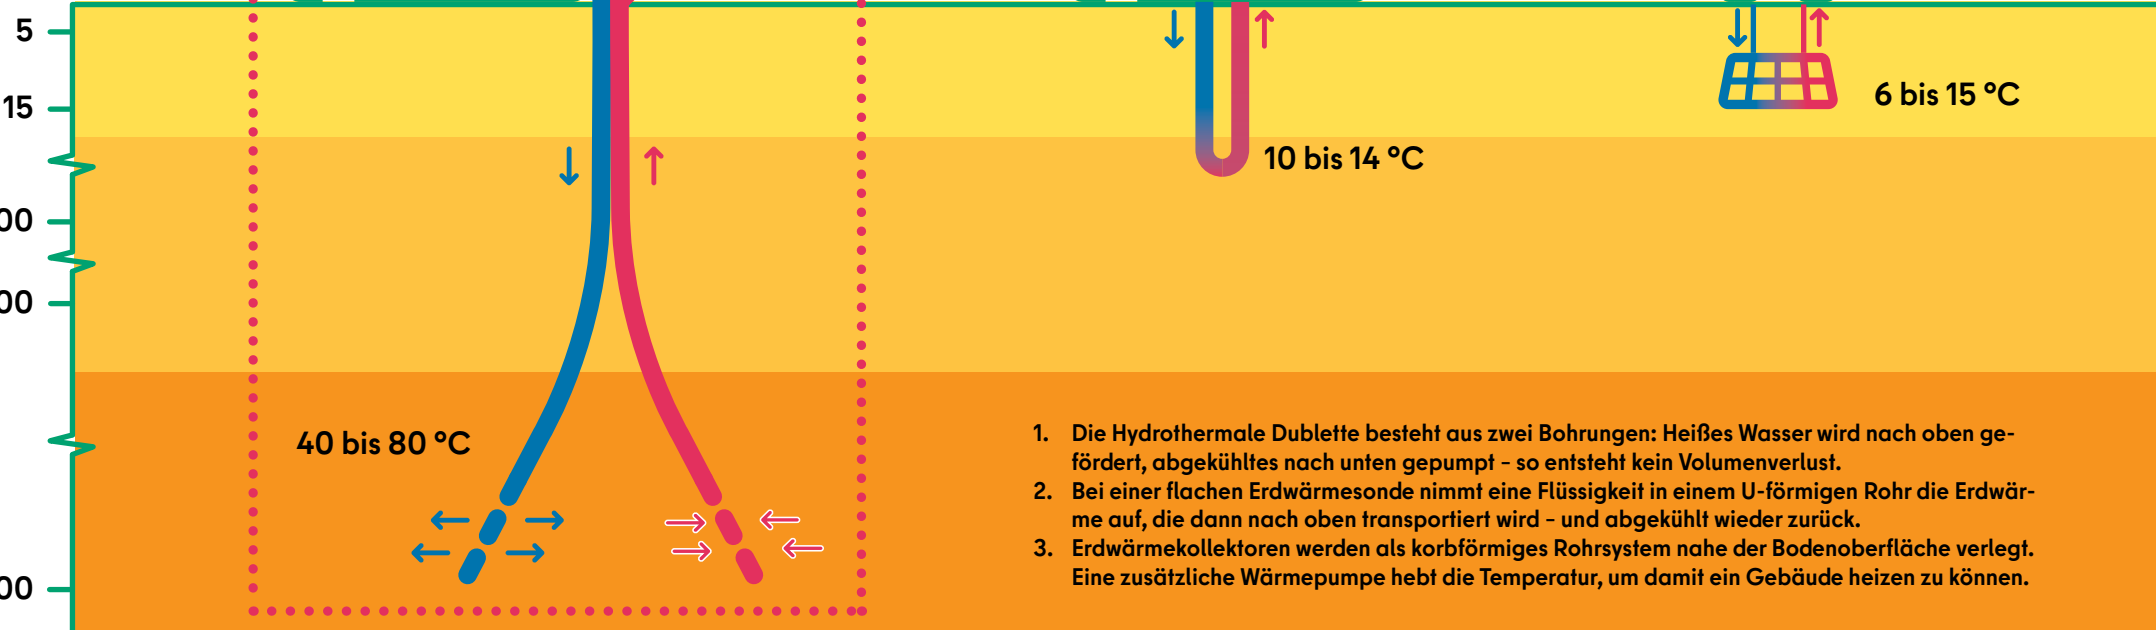 5
15
00
00
00
6 bis 15 °C
10 bis 14 °C
40 bis 80 °C
1. Die Hydrothermale Dublette besteht aus zwei Bohrungen: Heißes Wasser wird nach oben ge-
fördert, abgekühltes nach unten gepumpt – so entsteht kein Volumenverlust.
2. Bei einer flachen Erdwärmesonde nimmt eine Flüssigkeit in einem U-förmigen Rohr die Erdwär-
me auf, die dann nach oben transportiert wird – und abgekühlt wieder zurück.
3. Erdwärmekollektoren werden als korbförmiges Rohrsystem nahe der Bodenoberfläche verlegt.
Eine zusätzliche Wärmepumpe hebt die Temperatur, um damit ein Gebäude heizen zu können.